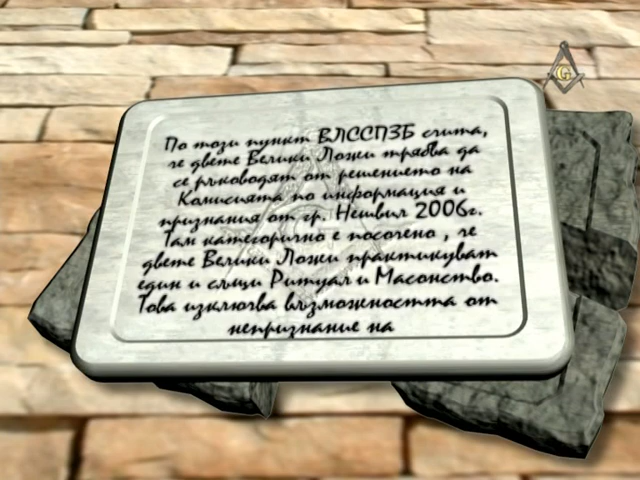 По този пункт ВЛССПЗБ счита,
че двете Велики Ложи трябва да
се ръководят от решението на
Комисията по информация и
признания от гр. Нешвил 2006г.
Там категорично е посочено , че
двете Велики Ложи практикуват
един и същи Ритуал и Масонство.
Това изключва възможността от
непризнание на
G